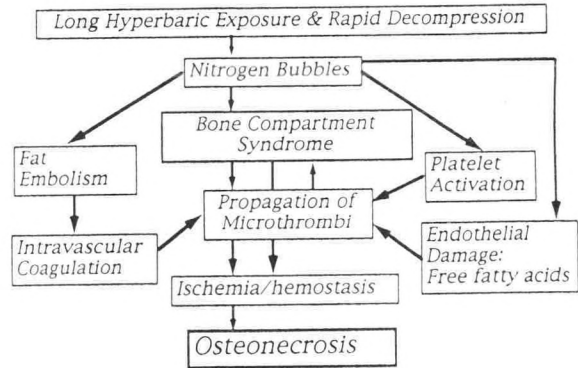 Long Hyperbaric Exposure & Rapid Decompression
Nitrogen Bubbles
Bone Compartment
Syndrome
Fat
Embolism
Platelet
Activation
Propagation of
Microthrombi
Intravascular
Coagulation
Endothelial
Damage:
Free fatty acids
Ischemia/hemostasis
Osteonecrosis